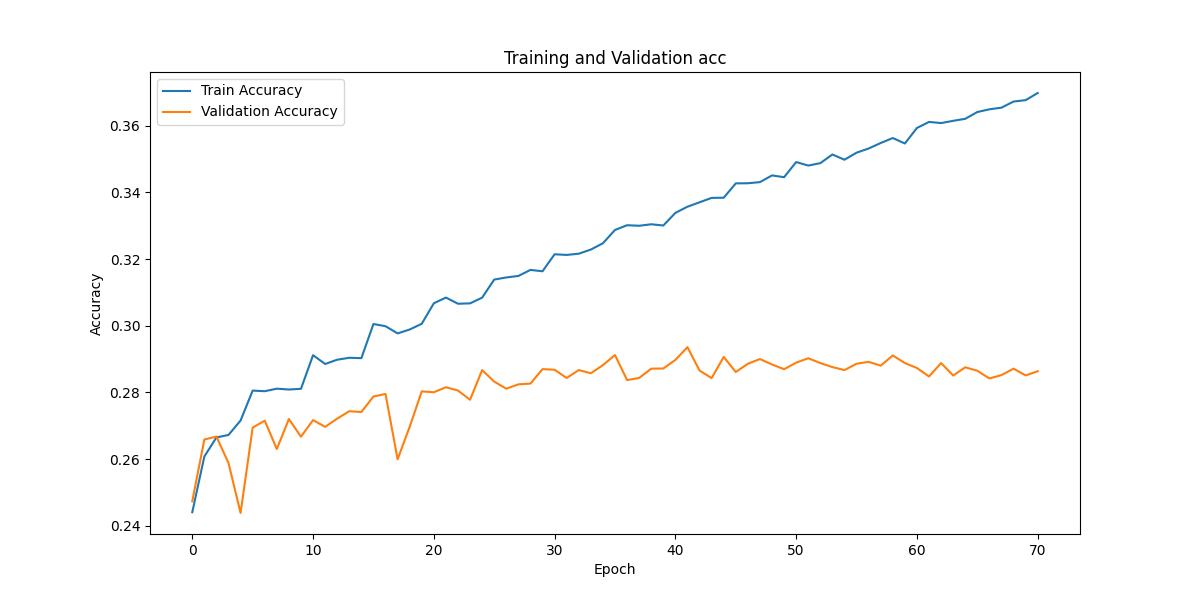 Training and Validation acc
Train Accuracy
Validation Accuracy
0.36
0.34
0.32
0.30
0.28
0.26
0.24
Accuracy
0 10 20 30 40 50 60 70
Epoch